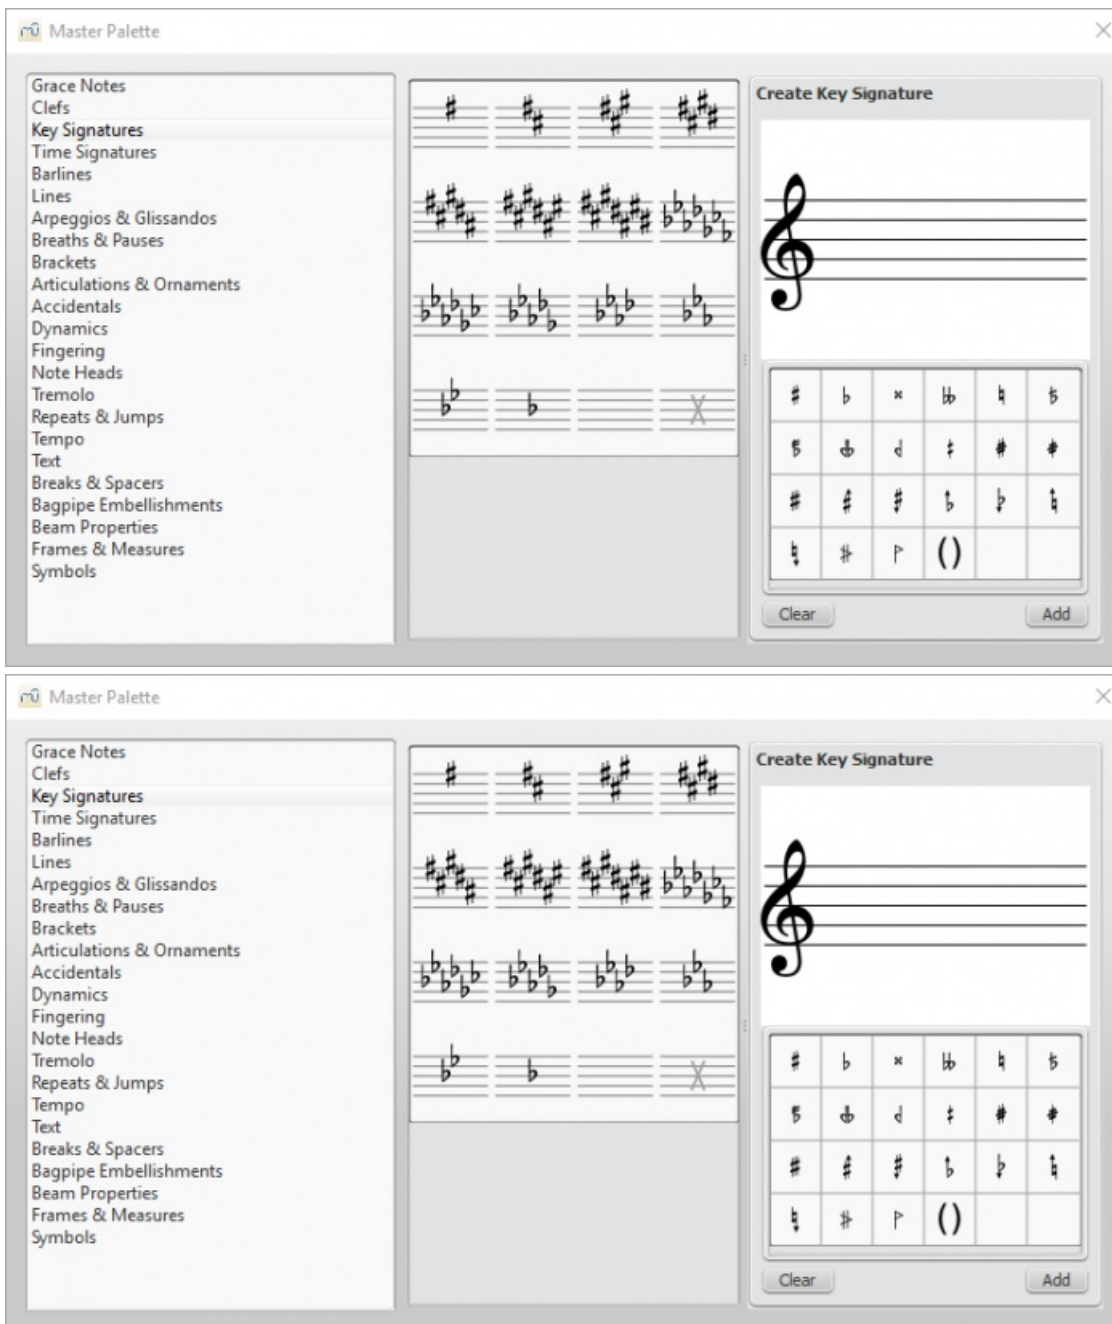 Master Palette
Grace Notes
Clefs
Key Signatures
Time Signatures
Barlines
Lines
Arpeggios & Glissandos
Breaths & Pauses
Brackets
Articulations & Ornaments
Accidentals
Dynamics
Fingering
Note Heads
Tremolo
Repeats & Jumps
Tempo
Text
Breaks & Spacers
Bagpipe Embellishments
Beam Properties
Frames & Measures
Symbols
Create Key Signature
Clear
Add
Master Palette
Grace Notes
Clefs
Key Signatures
Time Signatures
Barlines
Lines
Arpeggios & Glissandos
Breaths & Pauses
Brackets
Articulations & Ornaments
Accidentals
Dynamics
Fingering
Note Heads
Tremolo
Repeats & Jumps
Tempo
Text
Breaks & Spacers
Bagpipe Embellishments
Beam Properties
Frames & Measures
Symbols
Create Key Signature
Clear
Add